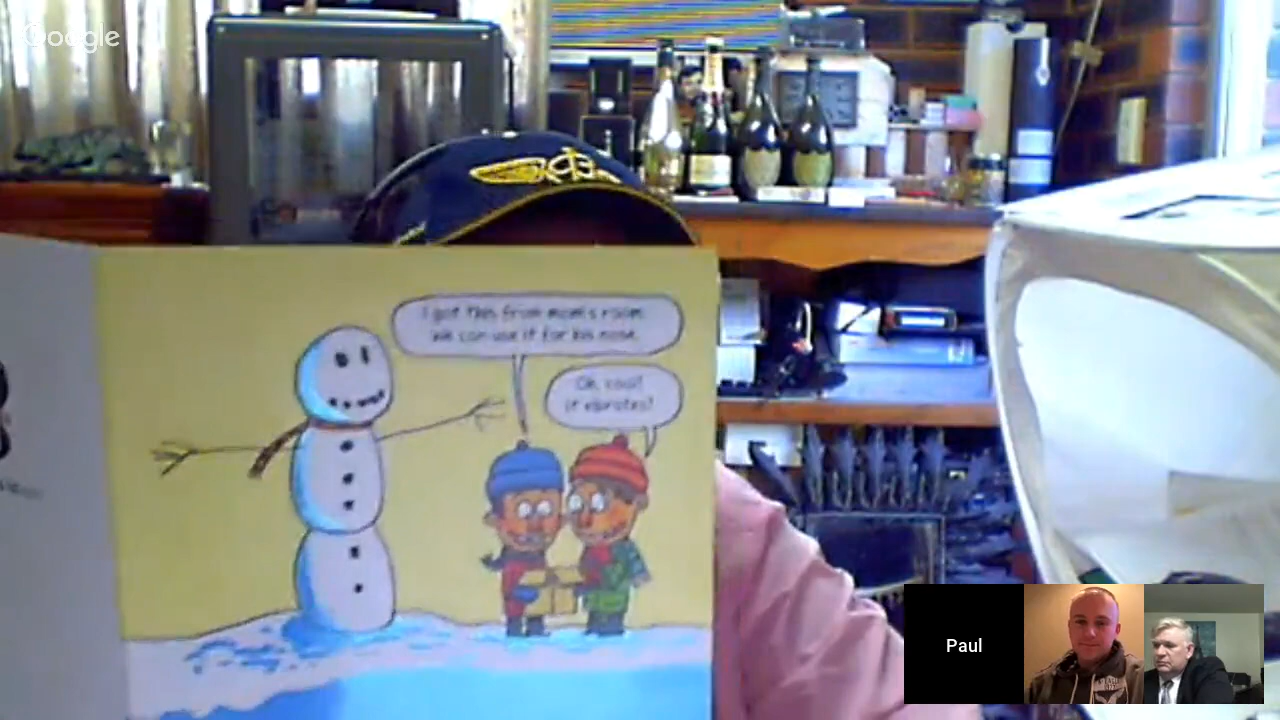 Google
I got this from mom's room.
We can use it for his nose.
Oh, cool!
It vibrates!
Paul